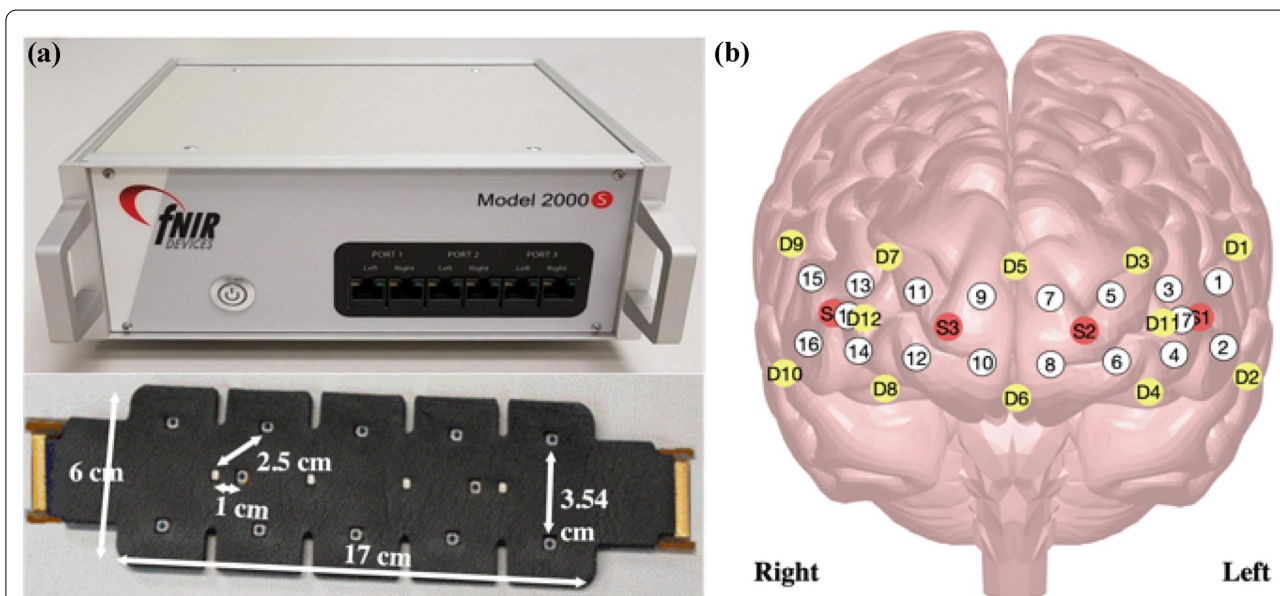 (a)
Model 2000 S
fNIR
DEVICES
PORT 1 PORT 2 PORT 3
Left Right Left Right Left Right
6 cm
2.5 cm
1 cm
3.54
cm
17 cm
(b)
D9 D7 D5 D3 D1
15 13 11 9 7 5 3 1
S D12 S3 S2 D11 17 S1
16 14 12 10 8 6 4 2
D10 D8 D6 D4 D2
Right Left